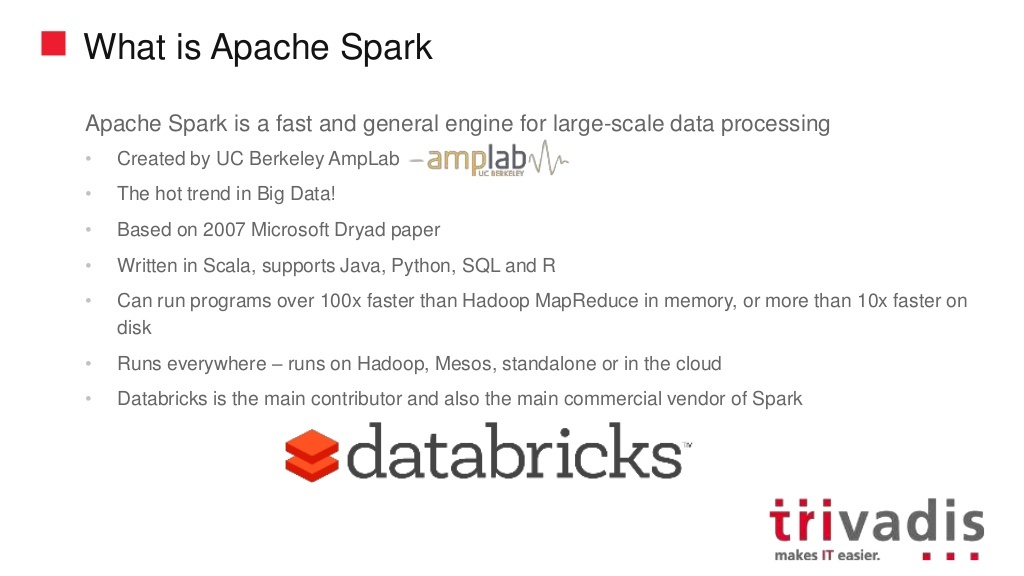 What is Apache Spark
Apache Spark is a fast and general engine for large-scale data processing
• Created by UC Berkeley AmpLab
amplab
UC BERKELEY
• The hot trend in Big Data!
• Based on 2007 Microsoft Dryad paper
• Written in Scala, supports Java, Python, SQL and R
• Can run programs over 100x faster than Hadoop MapReduce in memory, or more than 10x faster on
disk
• Runs everywhere – runs on Hadoop, Mesos, standalone or in the cloud
• Databricks is the main contributor and also the main commercial vendor of Spark
databricks™
trivadis
makes IT easier.